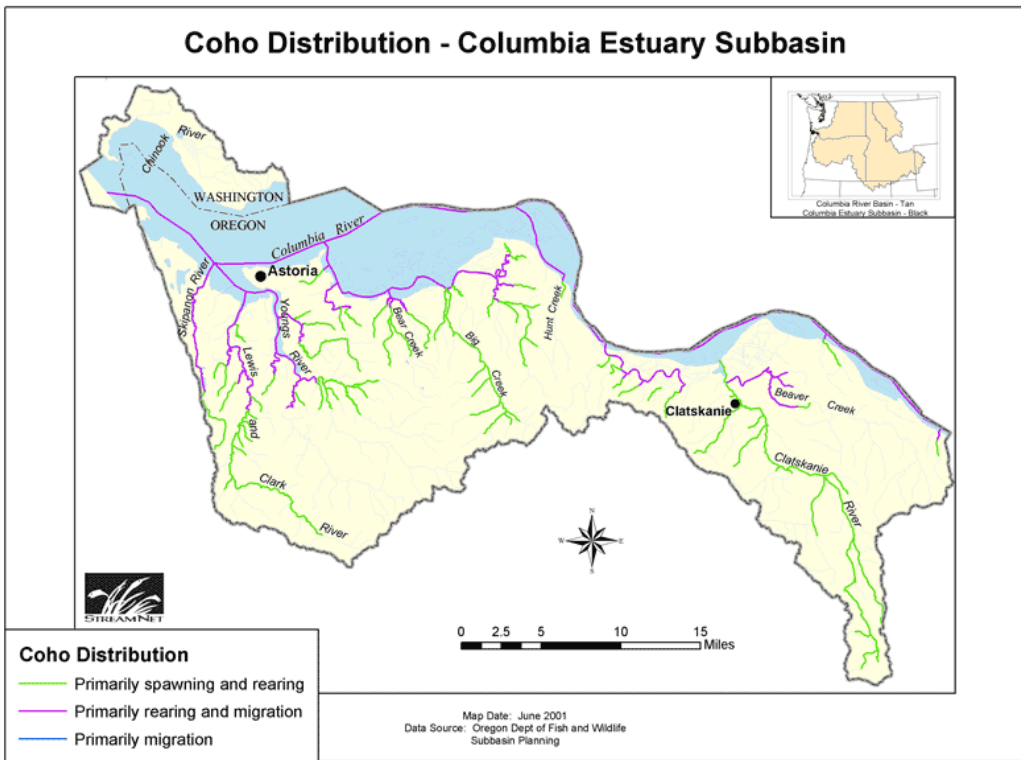 Coho Distribution - Columbia Estuary Subbasin
Columbia River Basin - Tan
Columbia Estuary Subbasin - Black
Chinook River
WASHINGTON
OREGON
Columbia River
Astoria
Skipanon River
Youngs River
Lewis and Clark River
Bear Creek
Big Creek
Hunt Creek
Clatskanie
Beaver Creek
Clatskanie River
N
W
E
S
STREAMNET
0 2.5 5 10 15
Miles
Coho Distribution
Primarily spawning and rearing
Primarily rearing and migration
Primarily migration
Map Date: June 2001
Data Source: Oregon Dept of Fish and Wildlife
Subbasin Planning